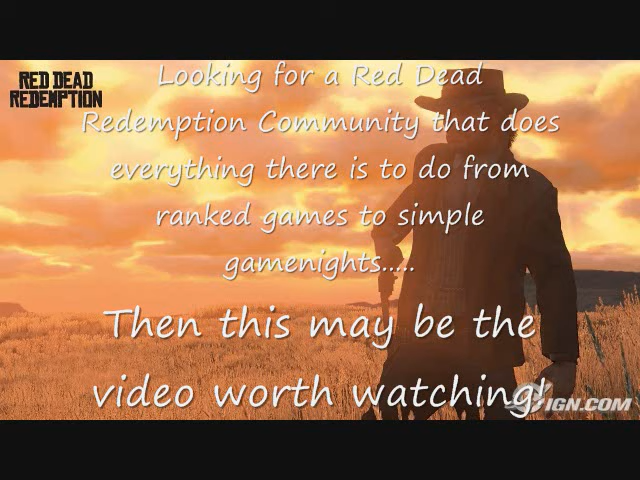 RED DEAD
REDEMPTION
Looking for a Red Dead
Redemption Community that does
everything there is to do from
ranked games to simple
gamenights.....
Then this may be the
video worth watching!
IGN.COM